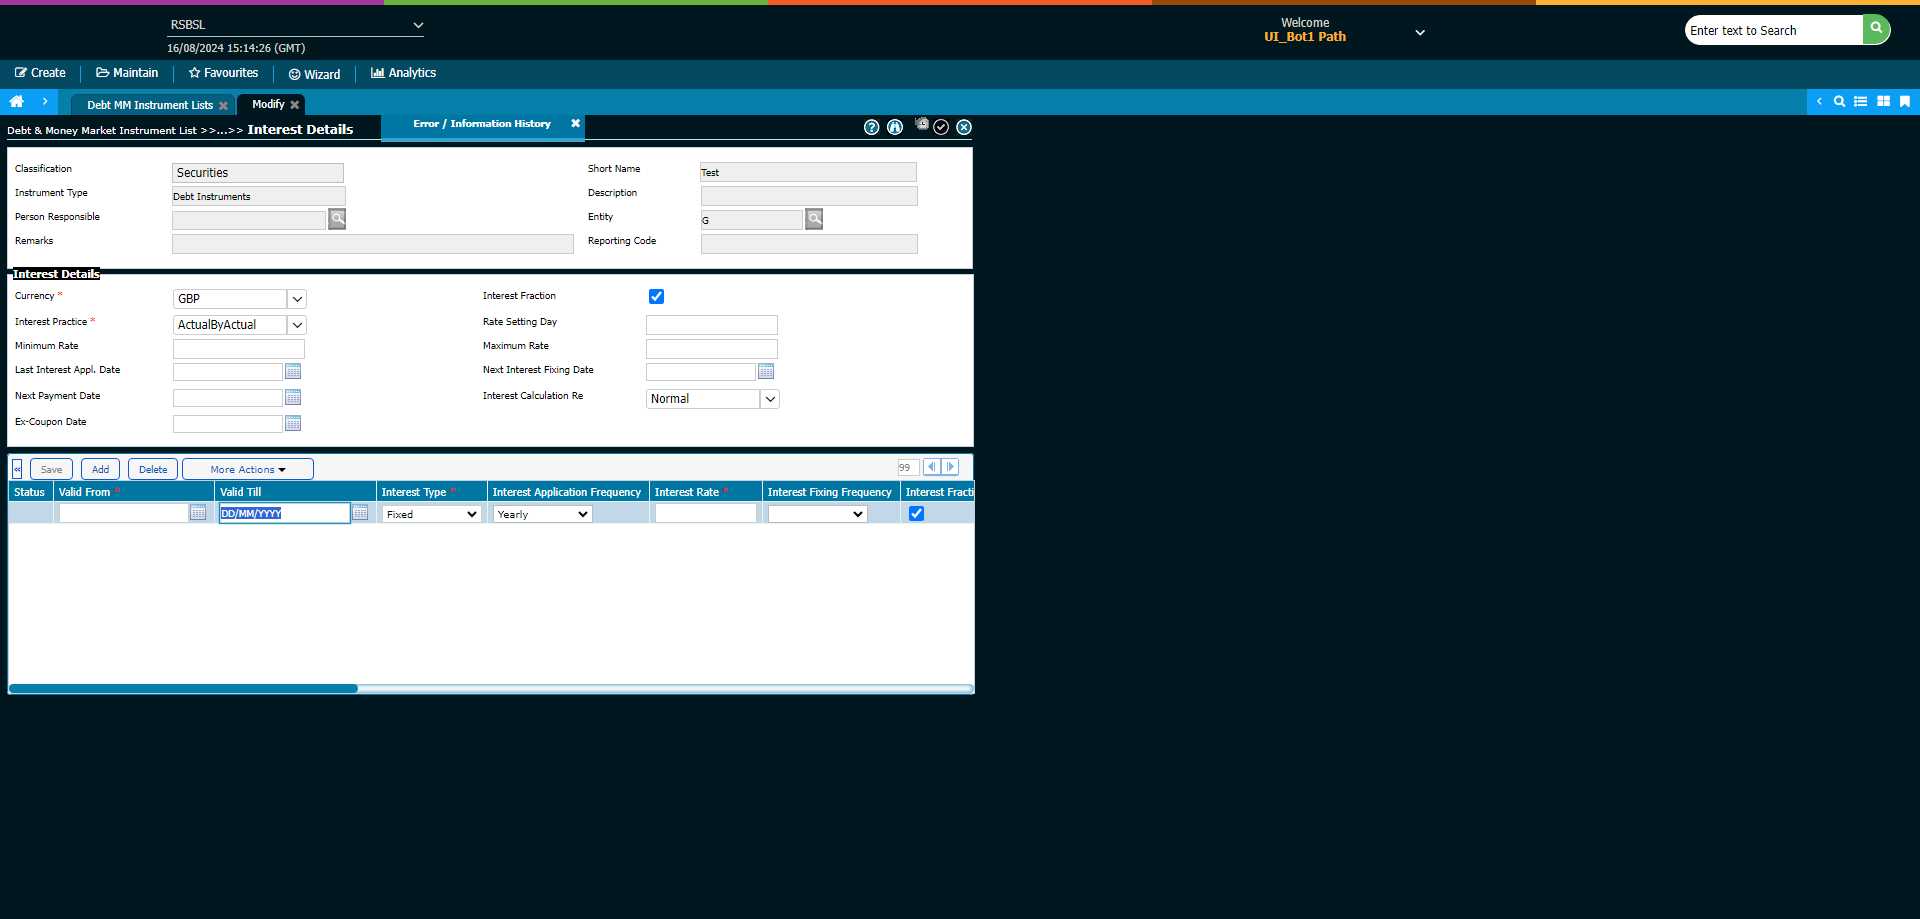 RSBSL
16/08/2024 15:14:26 (GMT)
Welcome
UI_Bot1 Path
Enter text to Search
Create Maintain Favourites Wizard Analytics
Debt MM Instrument Lists Modify
Debt & Money Market Instrument List >>...>> Interest Details
Error / Information History
Classification Securities Short Name Test
Instrument Type Debt Instruments Description
Person Responsible Entity G
Remarks Reporting Code
Interest Details
Currency * GBP Interest Fraction
Interest Practice * ActualByActual Rate Setting Day
Minimum Rate Maximum Rate
Last Interest Appl. Date Next Interest Fixing Date
Next Payment Date Interest Calculation Re Normal
Ex-Coupon Date
« Save Add Delete More Actions 99
Status Valid From * Valid Till Interest Type * Interest Application Frequency Interest Rate * Interest Fixing Frequency Interest Fracti
DD/MM/YYYY Fixed Yearly